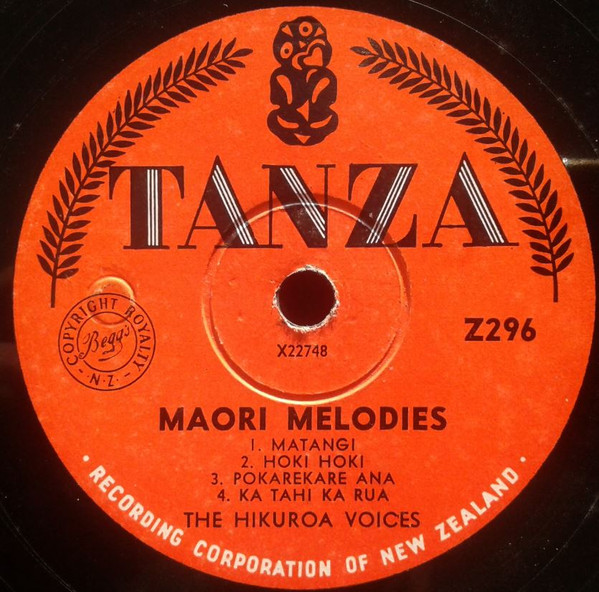 TANZA
Z296
COPYRIGHT ROYALTY
Begg's
·N·Z·
X22748
MAORI MELODIES
1. MATANGI
2. HOKI HOKI
3. POKAREKARE ANA
4. KA TAHI KA RUA
THE HIKUROA VOICES
· RECORDING CORPORATION OF NEW ZEALAND ·